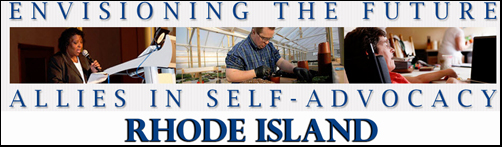 ENVISIONING THE FUTURE
ALLIES IN SELF-ADVOCACY
RHODE ISLAND